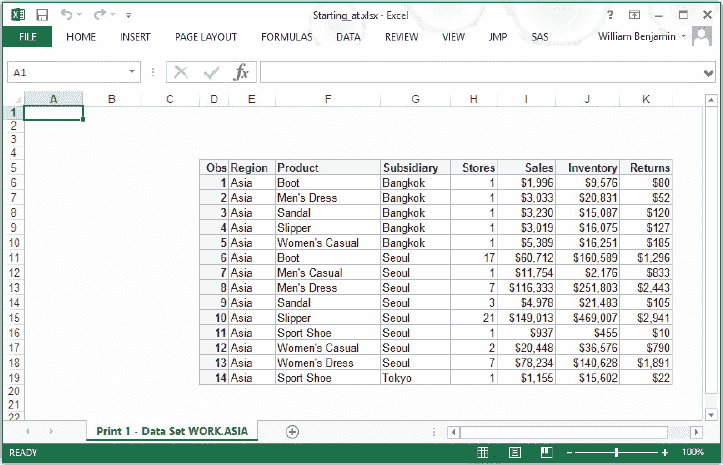 Starting_at.xlsx - Excel
FILE HOME INSERT PAGE LAYOUT FORMULAS DATA REVIEW VIEW JMP SAS William Benjamin
A1 fx
A B C D E F G H I J K
1
2
3
4
5 Obs Region Product Subsidiary Stores Sales Inventory Returns
6 1 Asia Boot Bangkok 1 $1,996 $9,576 $80
7 2 Asia Men's Dress Bangkok 1 $3,033 $20,831 $52
8 3 Asia Sandal Bangkok 1 $3,230 $15,087 $120
9 4 Asia Slipper Bangkok 1 $3,019 $16,075 $127
10 5 Asia Women's Casual Bangkok 1 $5,389 $16,251 $185
11 6 Asia Boot Seoul 17 $60,712 $160,589 $1,296
12 7 Asia Men's Casual Seoul 1 $11,754 $2,176 $833
13 8 Asia Men's Dress Seoul 7 $116,333 $251,803 $2,443
14 9 Asia Sandal Seoul 3 $4,978 $21,483 $105
15 10 Asia Slipper Seoul 21 $149,013 $469,007 $2,941
16 11 Asia Sport Shoe Seoul 1 $937 $455 $10
17 12 Asia Women's Casual Seoul 2 $20,448 $36,576 $790
18 13 Asia Women's Dress Seoul 7 $78,234 $140,628 $1,891
19 14 Asia Sport Shoe Tokyo 1 $1,155 $15,602 $22
20
21
22
Print 1 - Data Set WORK.ASIA
READY 100%